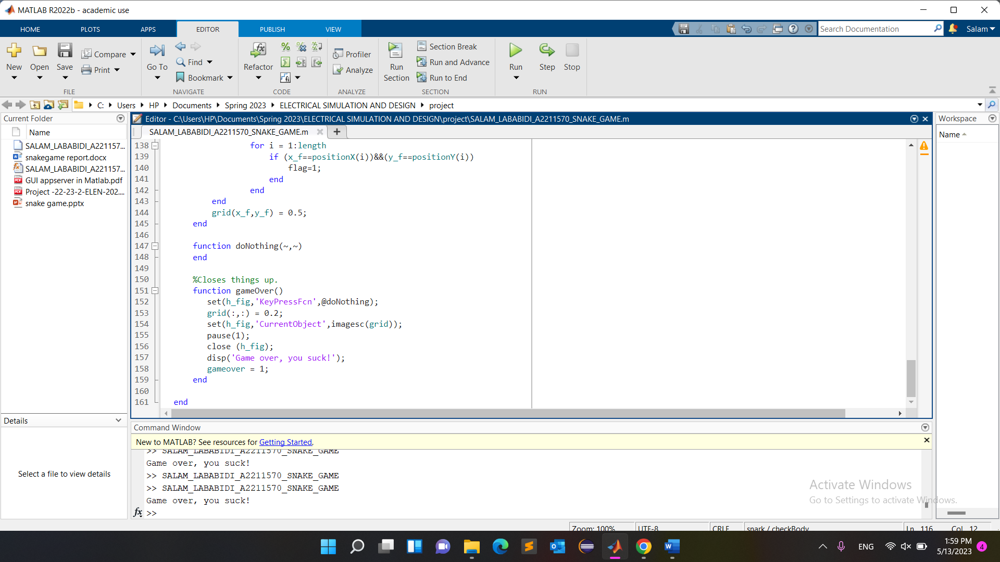 MATLAB R2022b - academic use
HOME PLOTS APPS EDITOR PUBLISH VIEW
Search Documentation
Salam
New Open Save Compare Print
FILE
Go To Find Bookmark
NAVIGATE
Refactor
CODE
Profiler Analyze
ANALYZE
Run Section
Section Break
Run and Advance
Run to End
SECTION
Run Step Stop
RUN
C: Users HP Documents Spring 2023 ELECTRICAL SIMULATION AND DESIGN project
Current Folder
Name
SALAM_LABABIDI_A221157...
snakegame report.docx
SALAM_LABABIDI_A221157...
GUI appserver in Matlab.pdf
Project -22-23-2-ELEN-202....
snake game.pptx
Details
Select a file to view details
Editor - C:\Users\HP\Documents\Spring 2023\ELECTRICAL SIMULATION AND DESIGN\project\SALAM_LABABIDI_A2211570_SNAKE_GAME.m
SALAM_LABABIDI_A2211570_SNAKE_GAME.m
138 for i = 1:length
139 if (x_f==positionX(i))&&(y_f==positionY(i))
140 flag=1;
141 end
142 end
143 end
144 grid(x_f,y_f) = 0.5;
145 end
146
147 function doNothing(~,~)
148 end
149
150 %Closes things up.
151 function gameOver()
152 set(h_fig,'KeyPressFcn',@doNothing);
153 grid(:,:) = 0.2;
154 set(h_fig,'CurrentObject',imagesc(grid));
155 pause(1);
156 close (h_fig);
157 disp('Game over, you suck!');
158 gameover = 1;
159 end
160
161 end
Workspace
Name
Command Window
New to MATLAB? See resources for Getting Started.
>> SALAM_LABABIDI_A2211570_SNAKE_GAME
Game over, you suck!
>> SALAM_LABABIDI_A2211570_SNAKE_GAME
>> SALAM_LABABIDI_A2211570_SNAKE_GAME
Game over, you suck!
fx >>
Activate Windows
Go to Settings to activate Windows.
Zoom: 100% UTF-8 CRLF snark / checkBody Ln 116 Col 12
ENG
1:59 PM
5/13/2023
4